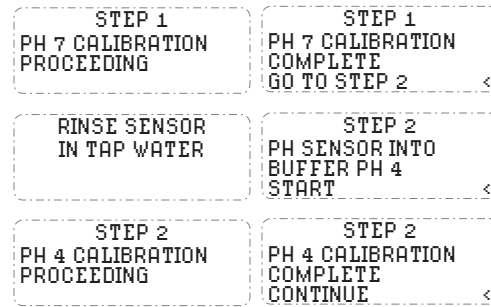 STEP 1
PH 7 CALIBRATION
PROCEEDING
STEP 1
PH 7 CALIBRATION
COMPLETE
GO TO STEP 2 <
RINSE SENSOR
IN TAP WATER
STEP 2
PH SENSOR INTO
BUFFER PH 4
START <
STEP 2
PH 4 CALIBRATION
PROCEEDING
STEP 2
PH 4 CALIBRATION
COMPLETE
CONTINUE <